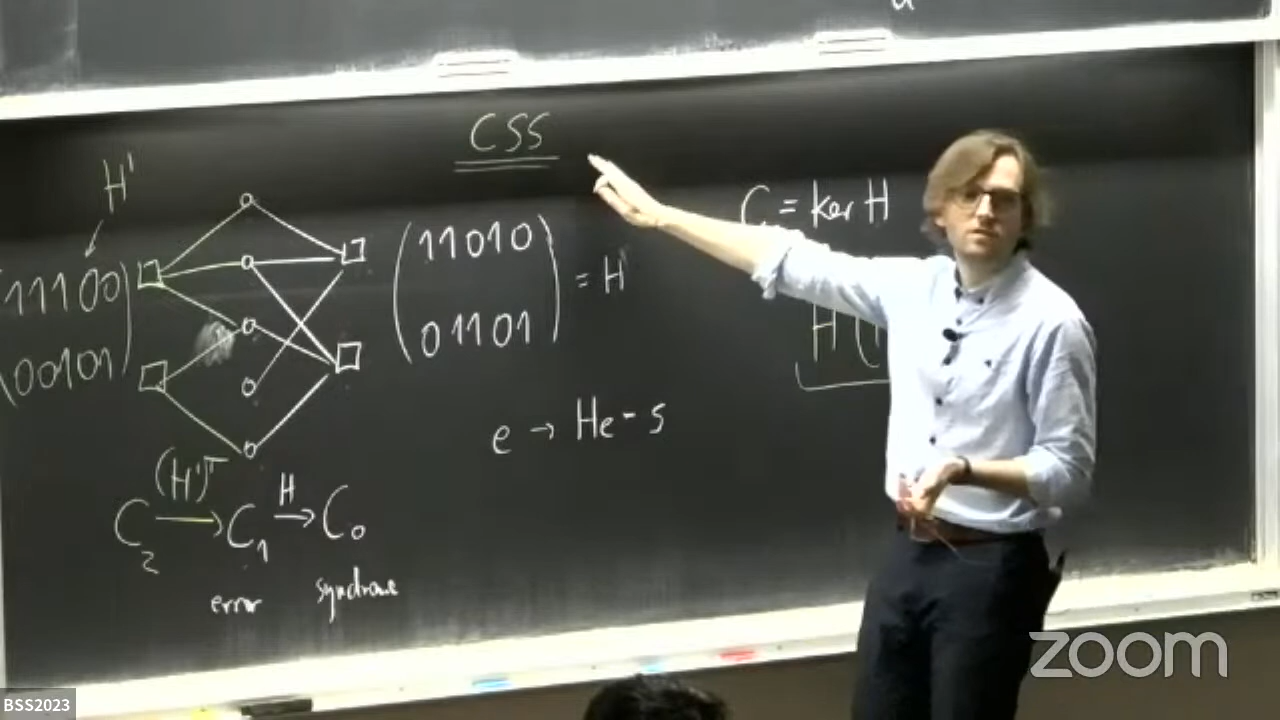 CSS
H'
C = ker H
11100
00101
11010
01101
= H
H(
e → He - s
(H')ᵀ
H
C₂ → C₁ → C₀
error syndrome
zoom
BSS2023